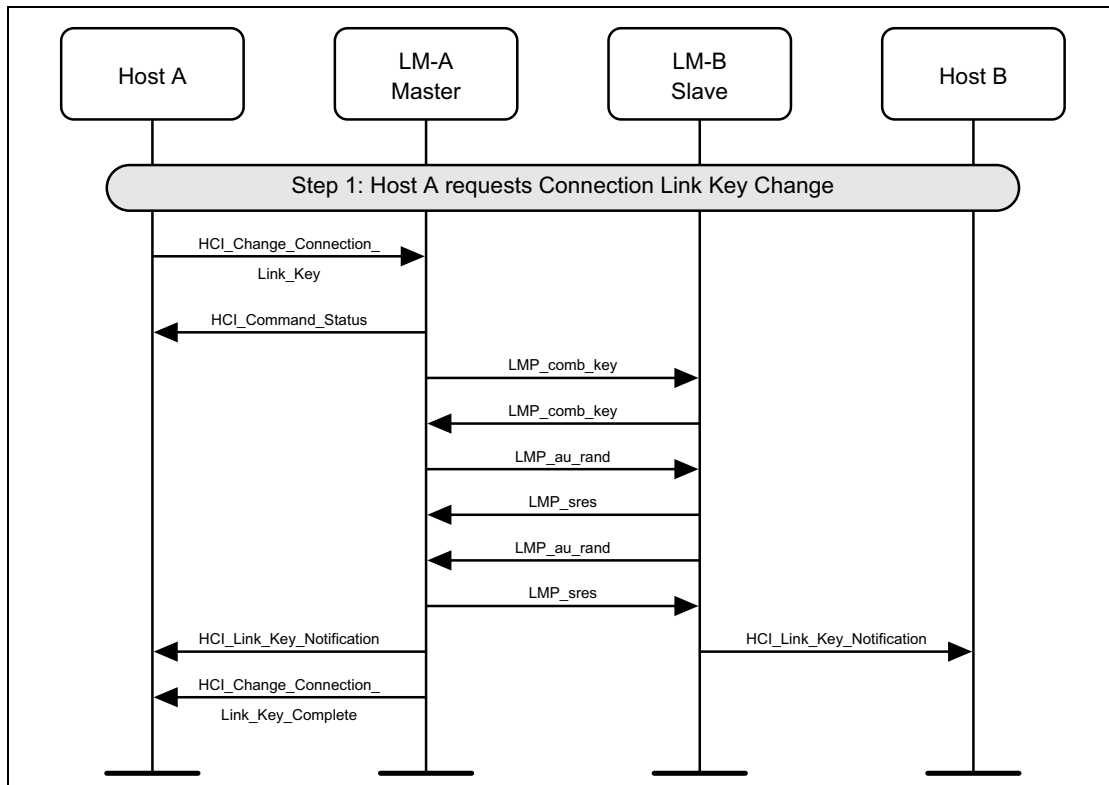 Host A
LM-A
Master
LM-B
Slave
Host B
Step 1: Host A requests Connection Link Key Change
HCI_Change_Connection_
Link_Key
HCI_Command_Status
LMP_comb_key
LMP_comb_key
LMP_au_rand
LMP_sres
LMP_au_rand
LMP_sres
HCI_Link_Key_Notification
HCI_Link_Key_Notification
HCI_Change_Connection_
Link_Key_Complete